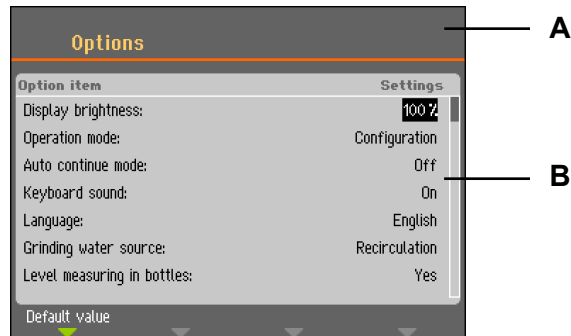 Options
A
Option item Settings
Display brightness: 100 %
Operation mode: Configuration
Auto continue mode: Off
B
Keyboard sound: On
Language: English
Grinding water source: Recirculation
Level measuring in bottles: Yes
Default value